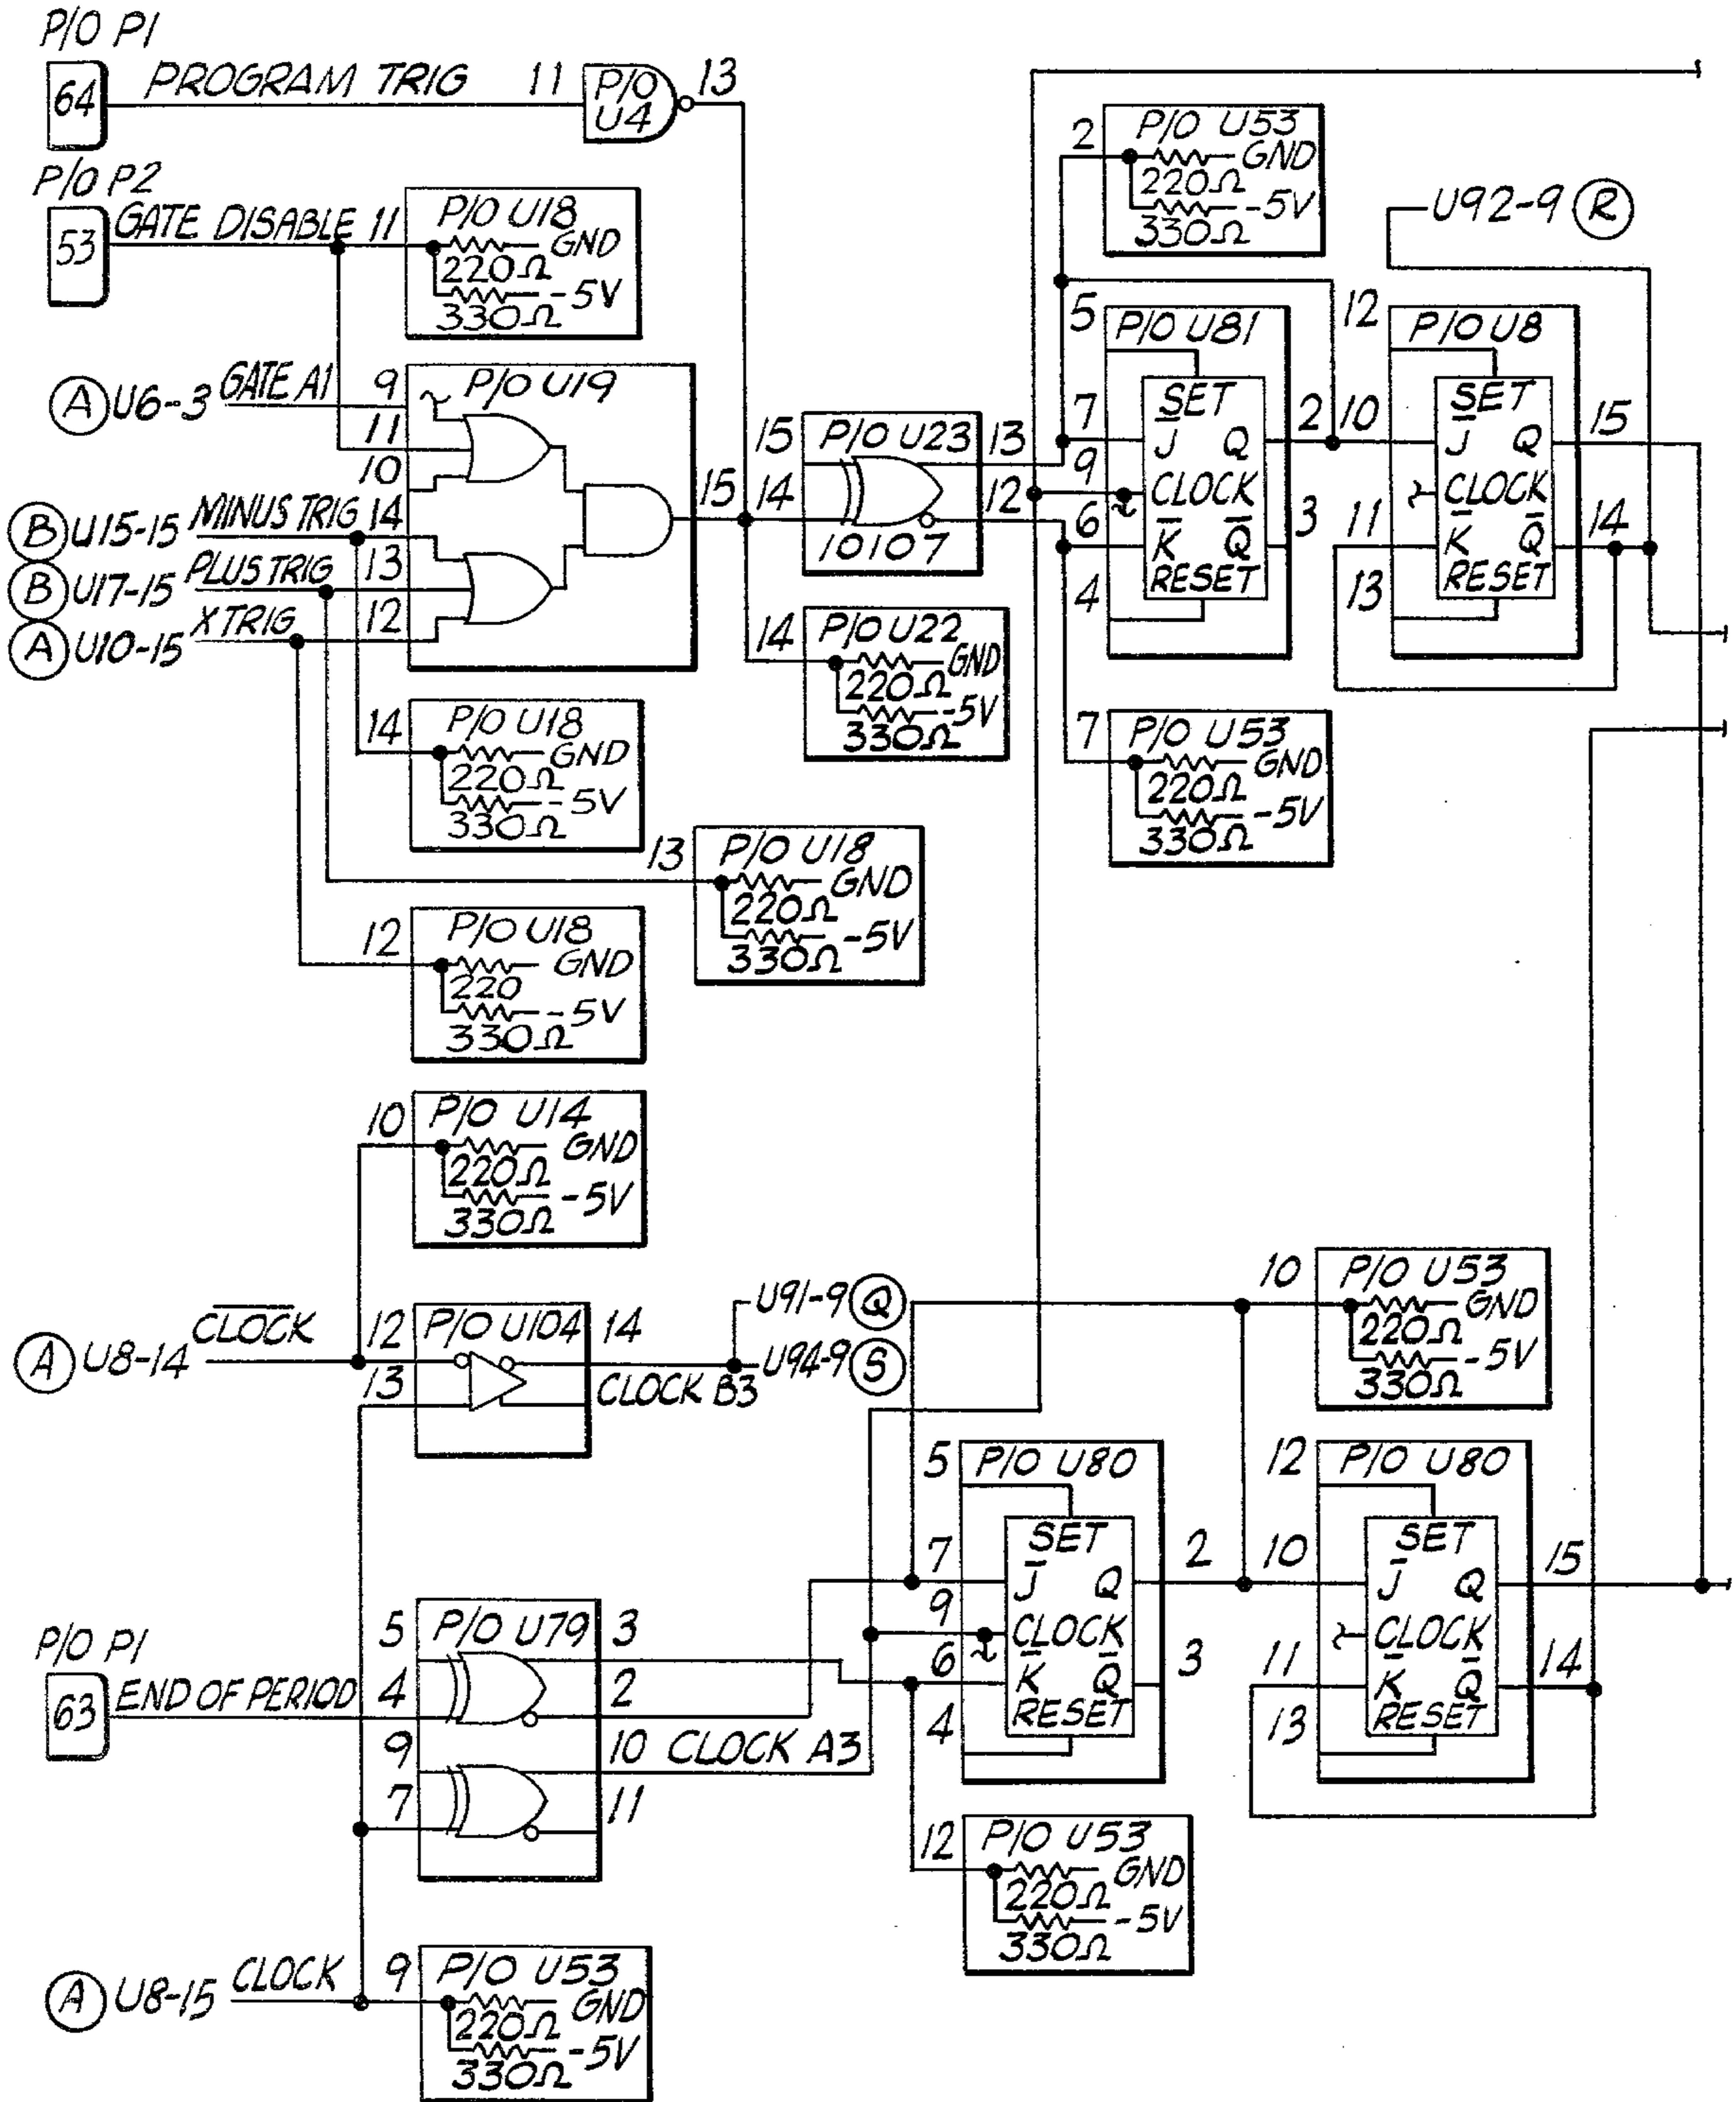 P/O P1
64 PROGRAM TRIG 11 P/O U4 13
P/O P2
53 GATE DISABLE 11
P/O U18
GND
220Ω
-5V
330Ω
A U6-3 GATE A1 9
11
10
B U15-15 MINUS TRIG 14
B U17-15 PLUS TRIG 13
A U10-15 X TRIG 12
P/O U19
15
14 P/O U18
GND
220Ω
-5V
330Ω
13 P/O U18
GND
220Ω
-5V
330Ω
12 P/O U18
GND
220
-5V
330Ω
15 P/O U23 13
14 12
10107
14 P/O U22
GND
220Ω
-5V
330Ω
2 P/O U53
GND
220Ω
-5V
330Ω
U92-9 R
5 P/O U81
SET
7 J̅ Q 2
9 CLOCK
6 K̅ Q̅ 3
RESET
4
12 P/O U8
SET
10 J̅ Q 15
CLOCK
11 K̅ Q̅ 14
RESET
13
7 P/O U53
GND
220Ω
-5V
330Ω
10 P/O U14
GND
220Ω
-5V
330Ω
A U8-14 C̅L̅O̅C̅K̅ 12 P/O U104 14
13
U91-9 Q
U94-9 S
CLOCK B3
10 P/O U53
GND
220Ω
-5V
330Ω
5 P/O U80
SET
7 J̅ Q 2
9 CLOCK
6 K̅ Q̅ 3
RESET
4
12 P/O U80
SET
10 J̅ Q 15
CLOCK
11 K̅ Q̅ 14
RESET
13
P/O P1
63 END OF PERIOD
5 P/O U79 3
4 2
9 10 CLOCK A3
7 11
12 P/O U53
GND
220Ω
-5V
330Ω
A U8-15 CLOCK 9 P/O U53
GND
220Ω
-5V
330Ω